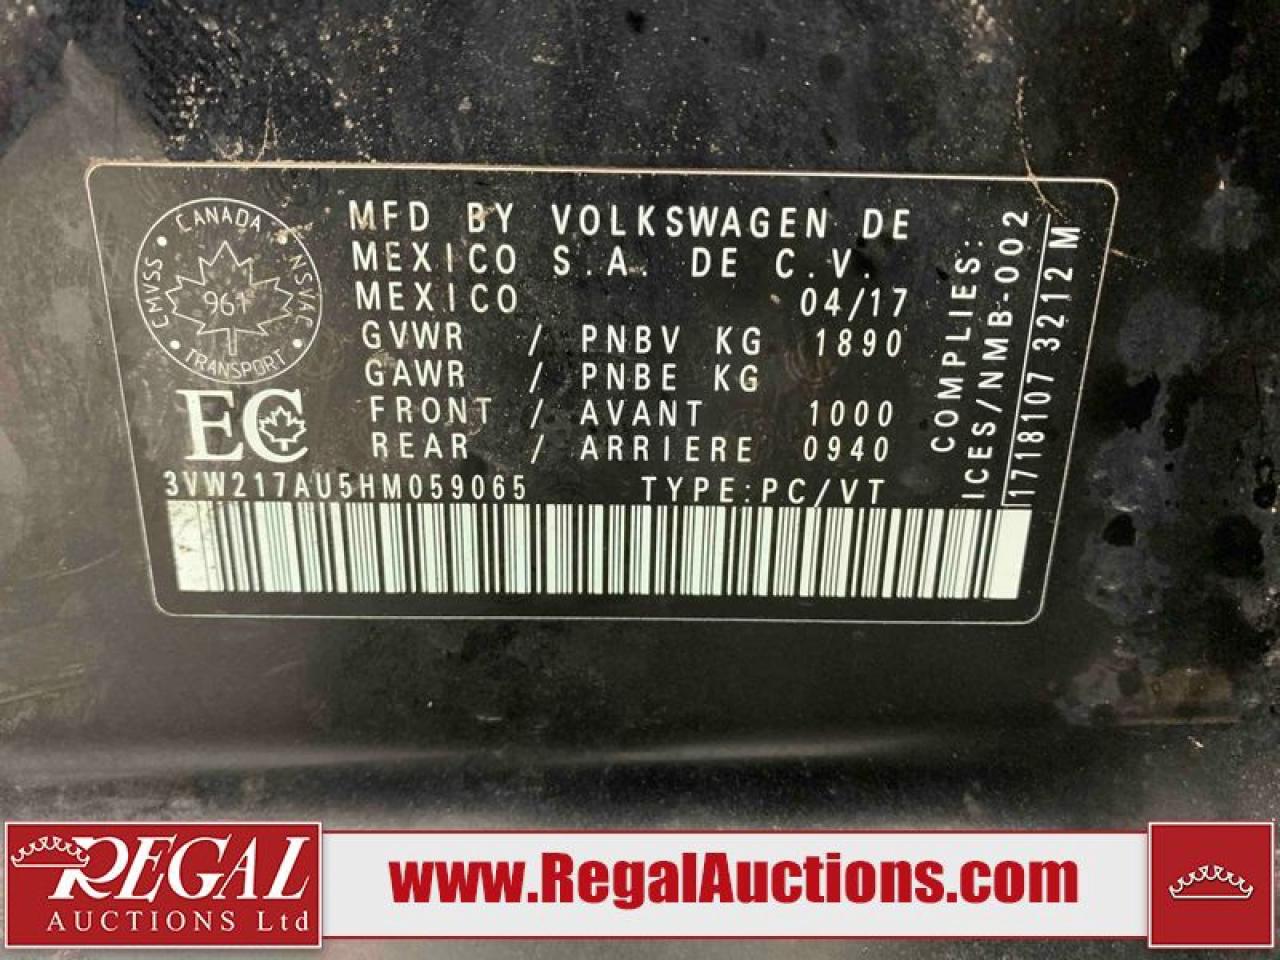 CANADA
CMVSS NSVAC
961
TRANSPORT
EC
MFD BY VOLKSWAGEN DE
MEXICO S.A. DE C.V.
MEXICO 04/17
GVWR / PNBV KG 1890
GAWR / PNBE KG
FRONT / AVANT 1000
REAR / ARRIERE 0940
3VW217AU5HM059065 TYPE:PC/VT
COMPLIES:
ICES/NMB-002
1718107 3212 M
REGAL
AUCTIONS Ltd
www.RegalAuctions.com